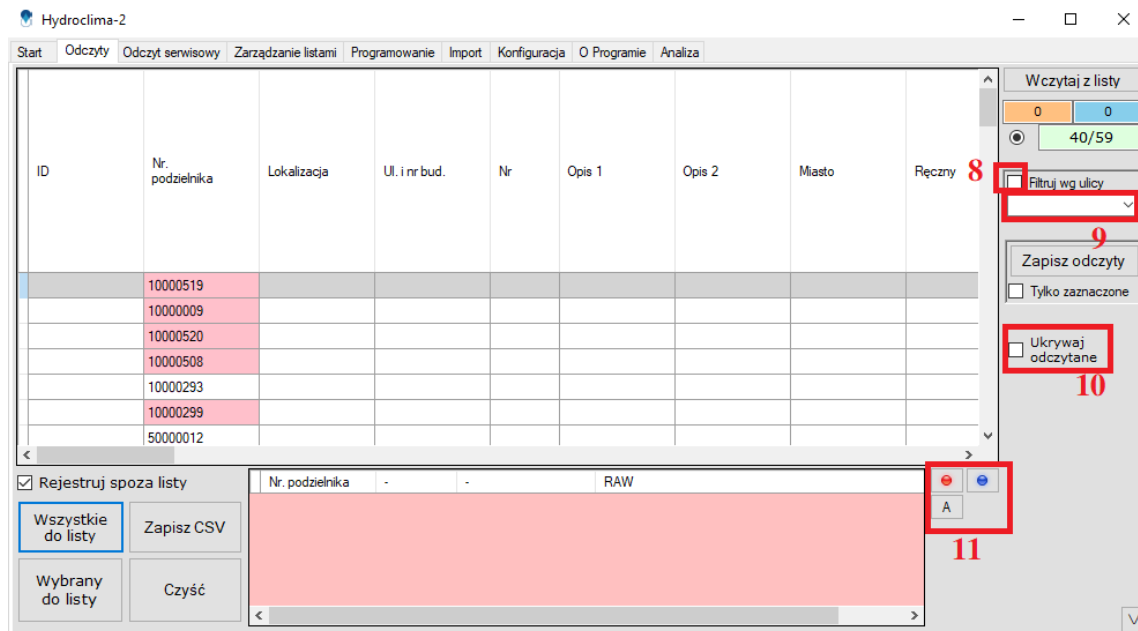 Hydroclima-2
Start Odczyty Odczyt serwisowy Zarządzanie listami Programowanie Import Konfiguracja O Programie Analiza
Wczytaj z listy
0 0
40/59
ID Nr. podzielnika Lokalizacja Ul. i nr bud. Nr Opis 1 Opis 2 Miasto Ręczny
8
Filtruj wg ulicy
9
Zapisz odczyty
Tylko zaznaczone
Ukrywaj
odczytane
10
10000519
10000009
10000520
10000508
10000293
10000299
50000012
Rejestruj spoza listy
Wszystkie
do listy
Zapisz CSV
Wybrany
do listy
Czyść
Nr. podzielnika - - RAW
A
11